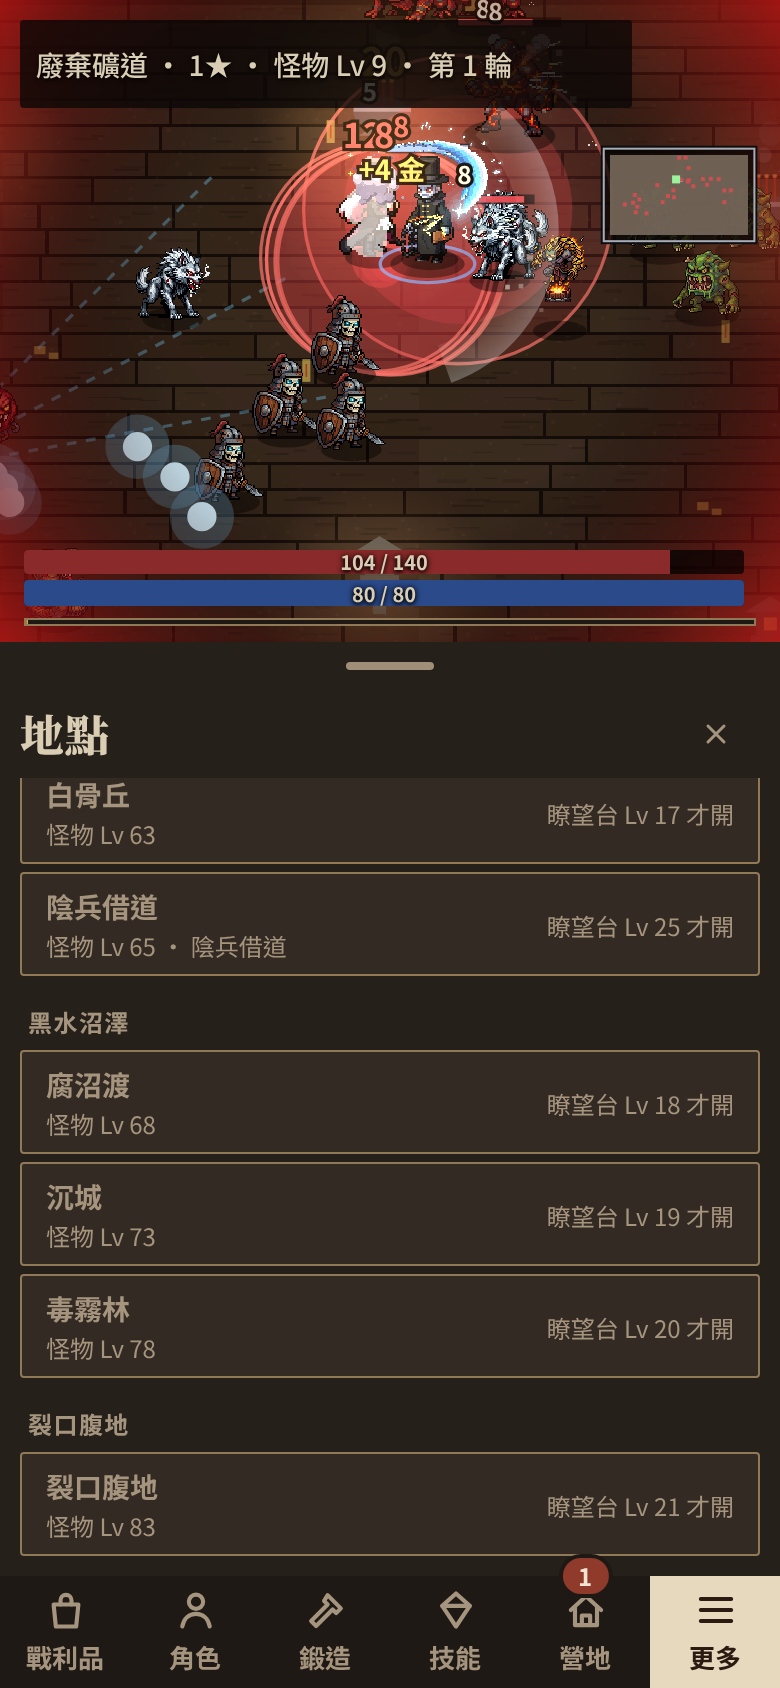 88
廢棄礦道 • 1★ • 怪物 Lv 9 • 第 1 輪
5
+4 金
8
104 / 140
80 / 80
地點
白骨丘
怪物 Lv 63
瞭望台 Lv 17 才開
陰兵借道
怪物 Lv 65 • 陰兵借道
瞭望台 Lv 25 才開
黑水沼澤
腐沼渡
怪物 Lv 68
瞭望台 Lv 18 才開
沉城
怪物 Lv 73
瞭望台 Lv 19 才開
毒霧林
怪物 Lv 78
瞭望台 Lv 20 才開
裂口腹地
裂口腹地
怪物 Lv 83
瞭望台 Lv 21 才開
1
戰利品
角色
鍛造
技能
營地
更多